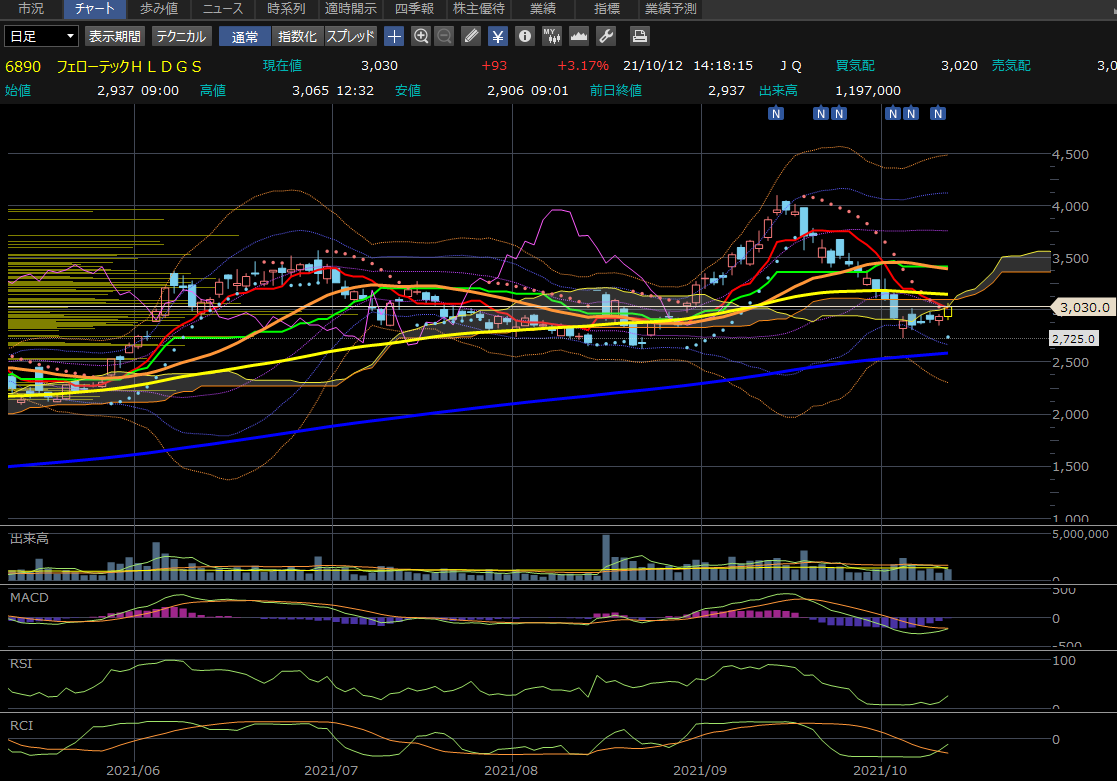 市況 チャート 歩み値 ニュース 時系列 適時開示 四季報 株主優待 業績 指標 業績予測
日足 表示期間 テクニカル 通常 指数化 スプレッド ¥ MY
6890 フェローテックＨＬＤＧＳ 現在値 3,030 +93 +3.17% 21/10/12 14:18:15 ＪＱ 買気配 3,020 売気配 3,0
始値 2,937 09:00 高値 3,065 12:32 安値 2,906 09:01 前日終値 2,937 出来高 1,197,000
N N N N N N
4,500
4,000
3,500
3,030.0
2,725.0
2,500
2,000
1,500
1,000
出来高 5,000,000
0
MACD 500
0
-500
RSI 100
0
RCI
0
2021/06 2021/07 2021/08 2021/09 2021/10